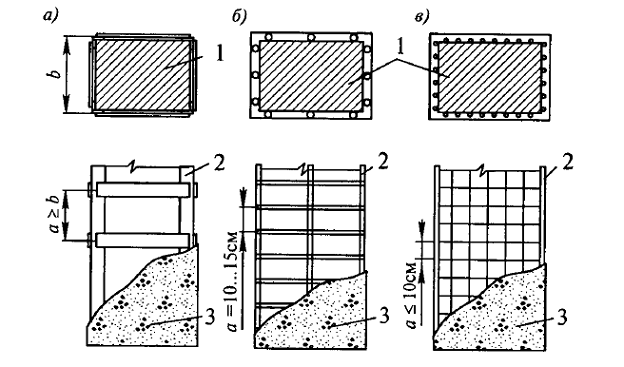 а) б) в)
b 1 1
2 2 2
a ≥ b a = 10...15см a ≤ 10см
3 3 3